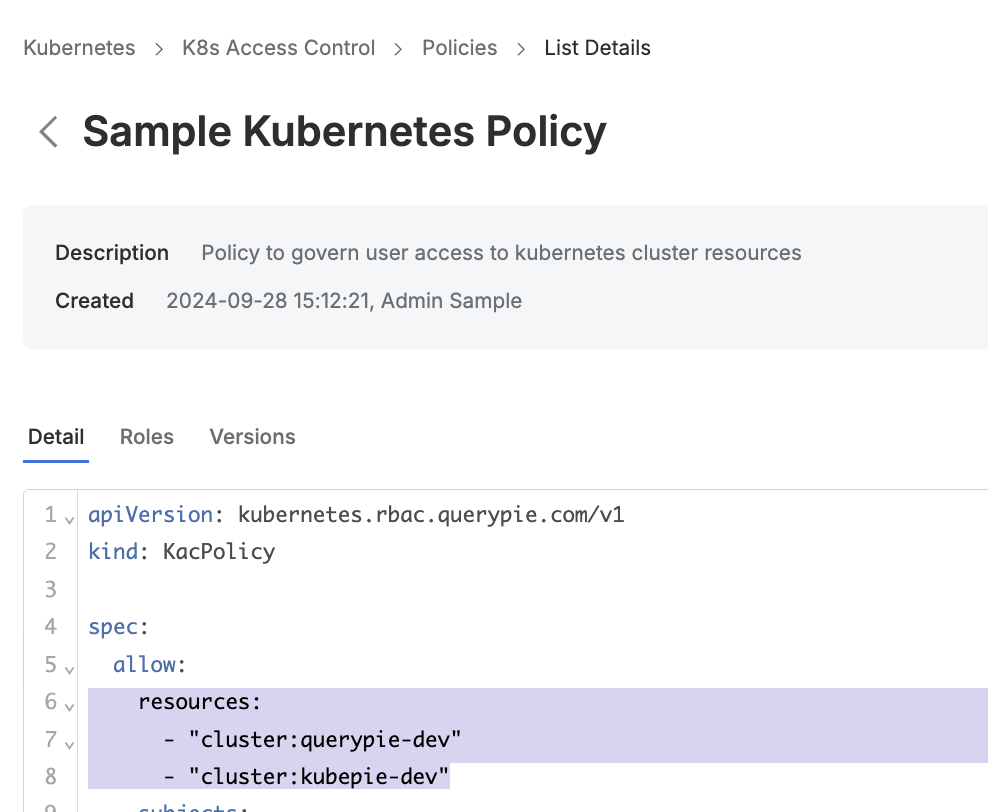 Kubernetes > K8s Access Control > Policies > List Details
Sample Kubernetes Policy
Description Policy to govern user access to kubernetes cluster resources
Created 2024-09-28 15:12:21, Admin Sample
Detail Roles Versions
1 apiVersion: kubernetes.rbac.querypie.com/v1
2 kind: KacPolicy
3
4 spec:
5   allow:
6     resources:
7       - "cluster:querypie-dev"
8       - "cluster:kubepie-dev"
9     subjects: